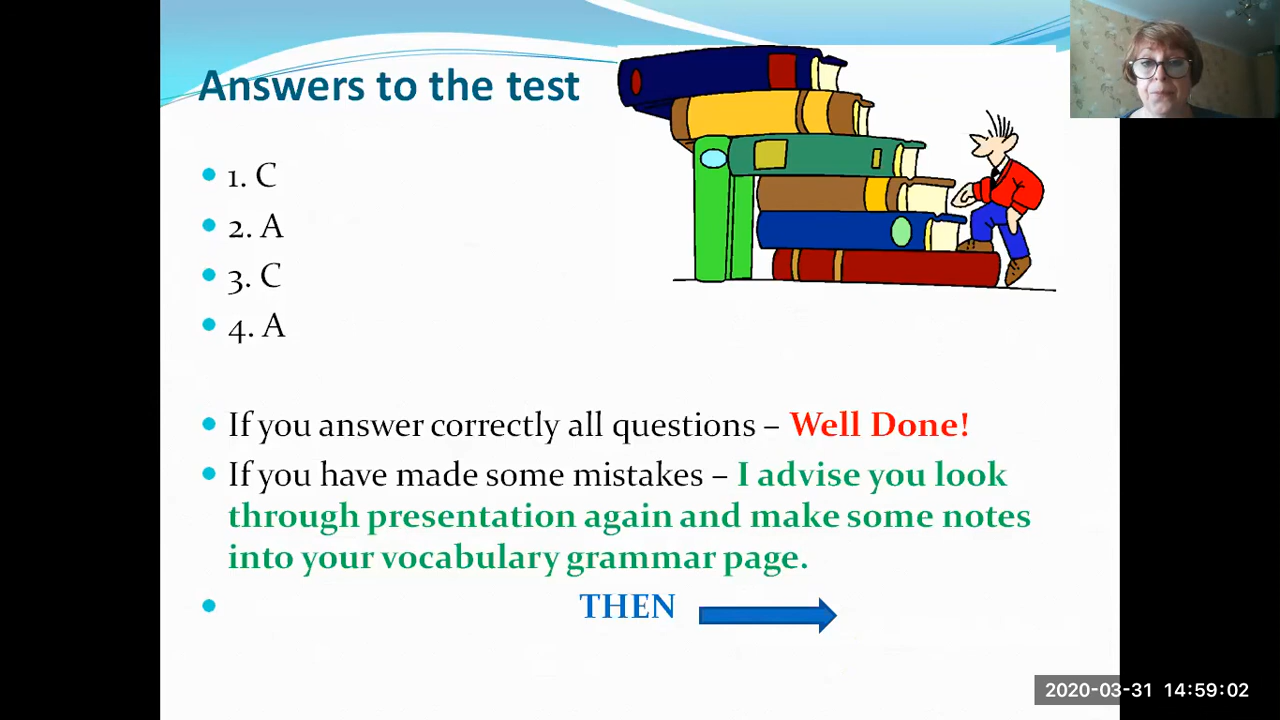 Answers to the test
1. C
2. A
3. C
4. A
If you answer correctly all questions – Well Done!
If you have made some mistakes – I advise you look
through presentation again and make some notes
into your vocabulary grammar page.
THEN
2020-03-31 14:59:02